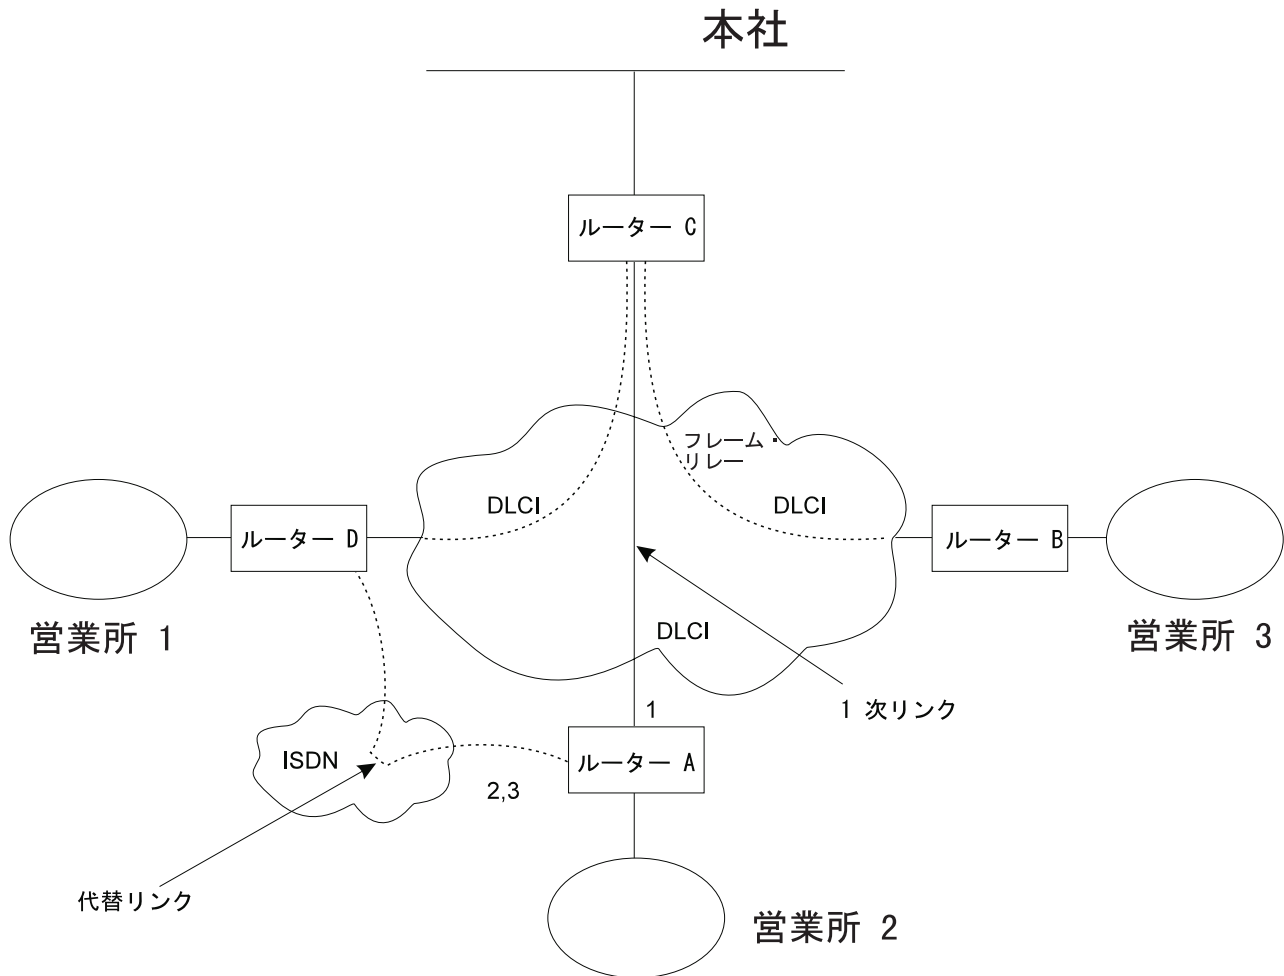 本社
ルーター C
フレーム・
リレー
DLCI
DLCI
ルーター D
ルーター B
営業所 1
DLCI
営業所 3
1
1 次リンク
ISDN
ルーター A
2,3
代替リンク
営業所 2